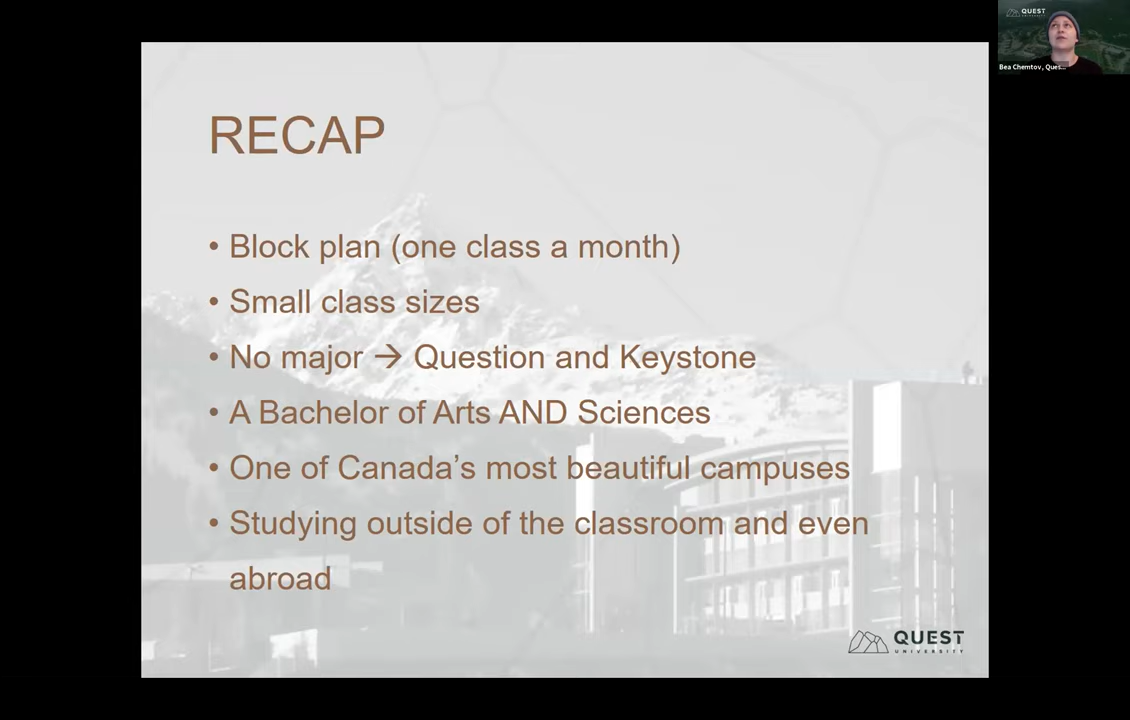 RECAP
• Block plan (one class a month)
• Small class sizes
• No major → Question and Keystone
• A Bachelor of Arts AND Sciences
• One of Canada’s most beautiful campuses
• Studying outside of the classroom and even
abroad
QUEST
UNIVERSITY
QUEST
Bea Chemtov, Ques...